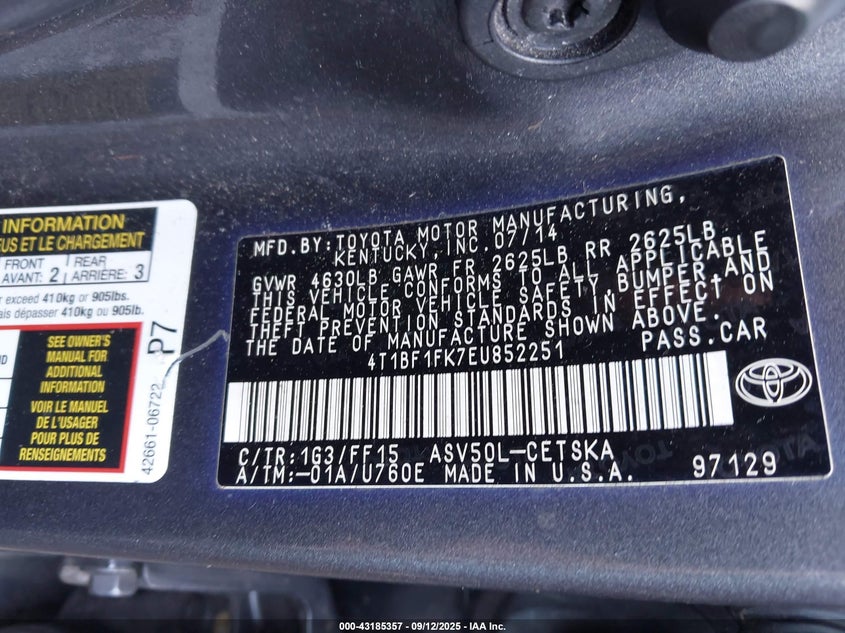 INFORMATION
US ET LE CHARGEMENT
FRONT
AVANT: 2
REAR
ARRIÈRE: 3
r exceed 410kg or 905lbs.
ais dépasser 410kg ou 905lb.
SEE OWNER'S
MANUAL FOR
ADDITIONAL
INFORMATION
VOIR LE MANUEL
DE L'USAGER
POUR PLUS DE
RENSEIGNEMENTS
42661-06722
P7
MFD. BY: TOYOTA MOTOR MANUFACTURING,
KENTUCKY, INC. 07/14
GVWR 4630LB GAWR FR 2625LB RR 2625LB
THIS VEHICLE CONFORMS TO ALL APPLICABLE
FEDERAL MOTOR VEHICLE SAFETY, BUMPER, AND
THEFT PREVENTION STANDARDS IN EFFECT ON
THE DATE OF MANUFACTURE SHOWN ABOVE.
4T1BF1FK7EU852251 PASS.CAR
C/TR:1G3/FF15 ASV50L-CETSKA
A/TM:-01A/U760E MADE IN U.S.A. 97129
000-43185357 - 09/12/2025 - IAA Inc.